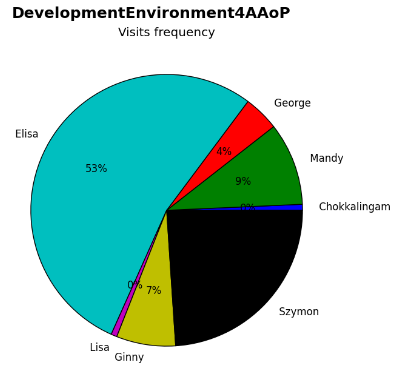 DevelopmentEnvironment4AAoP
Visits frequency
George
Elisa
4%
Mandy
53%
9%
Chokkalingam
0%
0%
7%
Szymon
Lisa
Ginny